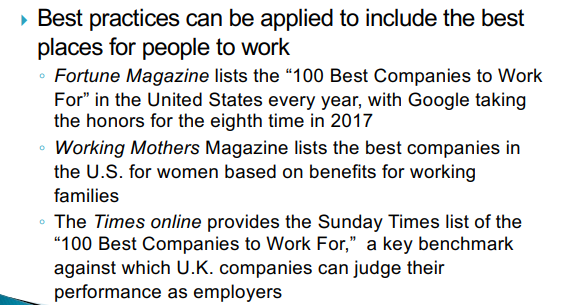 Best practices can be applied to include the best
places for people to work
Fortune Magazine lists the “100 Best Companies to Work
For” in the United States every year, with Google taking
the honors for the eighth time in 2017
Working Mothers Magazine lists the best companies in
the U.S. for women based on benefits for working
families
The Times online provides the Sunday Times list of the
“100 Best Companies to Work For,” a key benchmark
against which U.K. companies can judge their
performance as employers